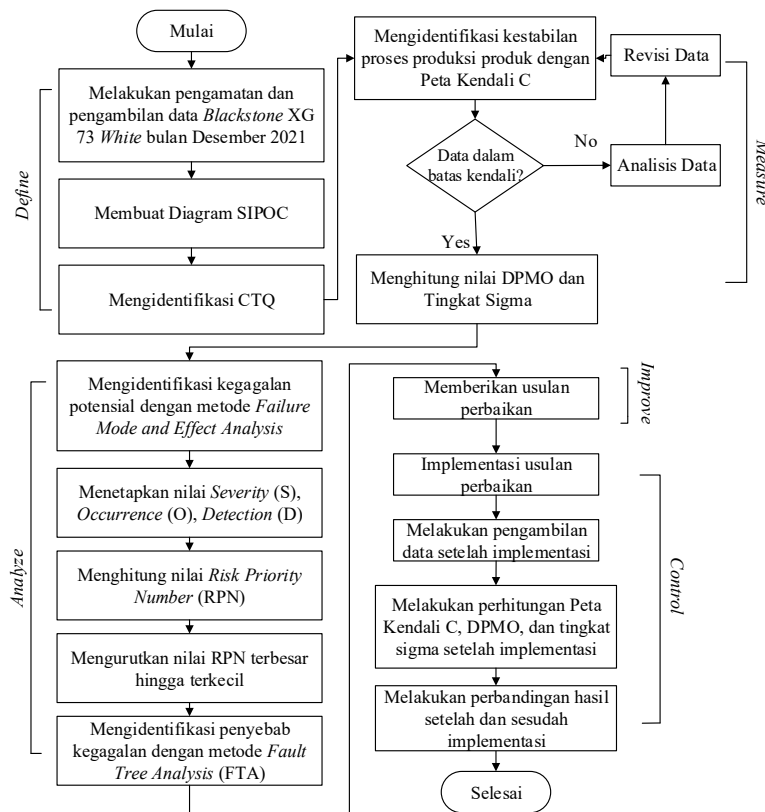 Mulai
Melakukan pengamatan dan
pengambilan data Blackstone XG
73 White bulan Desember 2021
Membuat Diagram SIPOC
Mengidentifikasi CTQ
Define
Mengidentifikasi kestabilan
proses produksi produk dengan
Peta Kendali C
Revisi Data
Data dalam
batas kendali?
No
Analisis Data
Yes
Menghitung nilai DPMO dan
Tingkat Sigma
Measure
Mengidentifikasi kegagalan
potensial dengan metode Failure
Mode and Effect Analysis
Menetapkan nilai Severity (S),
Occurrence (O), Detection (D)
Menghitung nilai Risk Priority
Number (RPN)
Mengurutkan nilai RPN terbesar
hingga terkecil
Mengidentifikasi penyebab
kegagalan dengan metode Fault
Tree Analysis (FTA)
Analyze
Memberikan usulan
perbaikan
Improve
Implementasi usulan
perbaikan
Melakukan pengambilan
data setelah implementasi
Melakukan perhitungan Peta
Kendali C, DPMO, dan tingkat
sigma setelah implementasi
Melakukan perbandingan hasil
setelah dan sesudah
implementasi
Control
Selesai